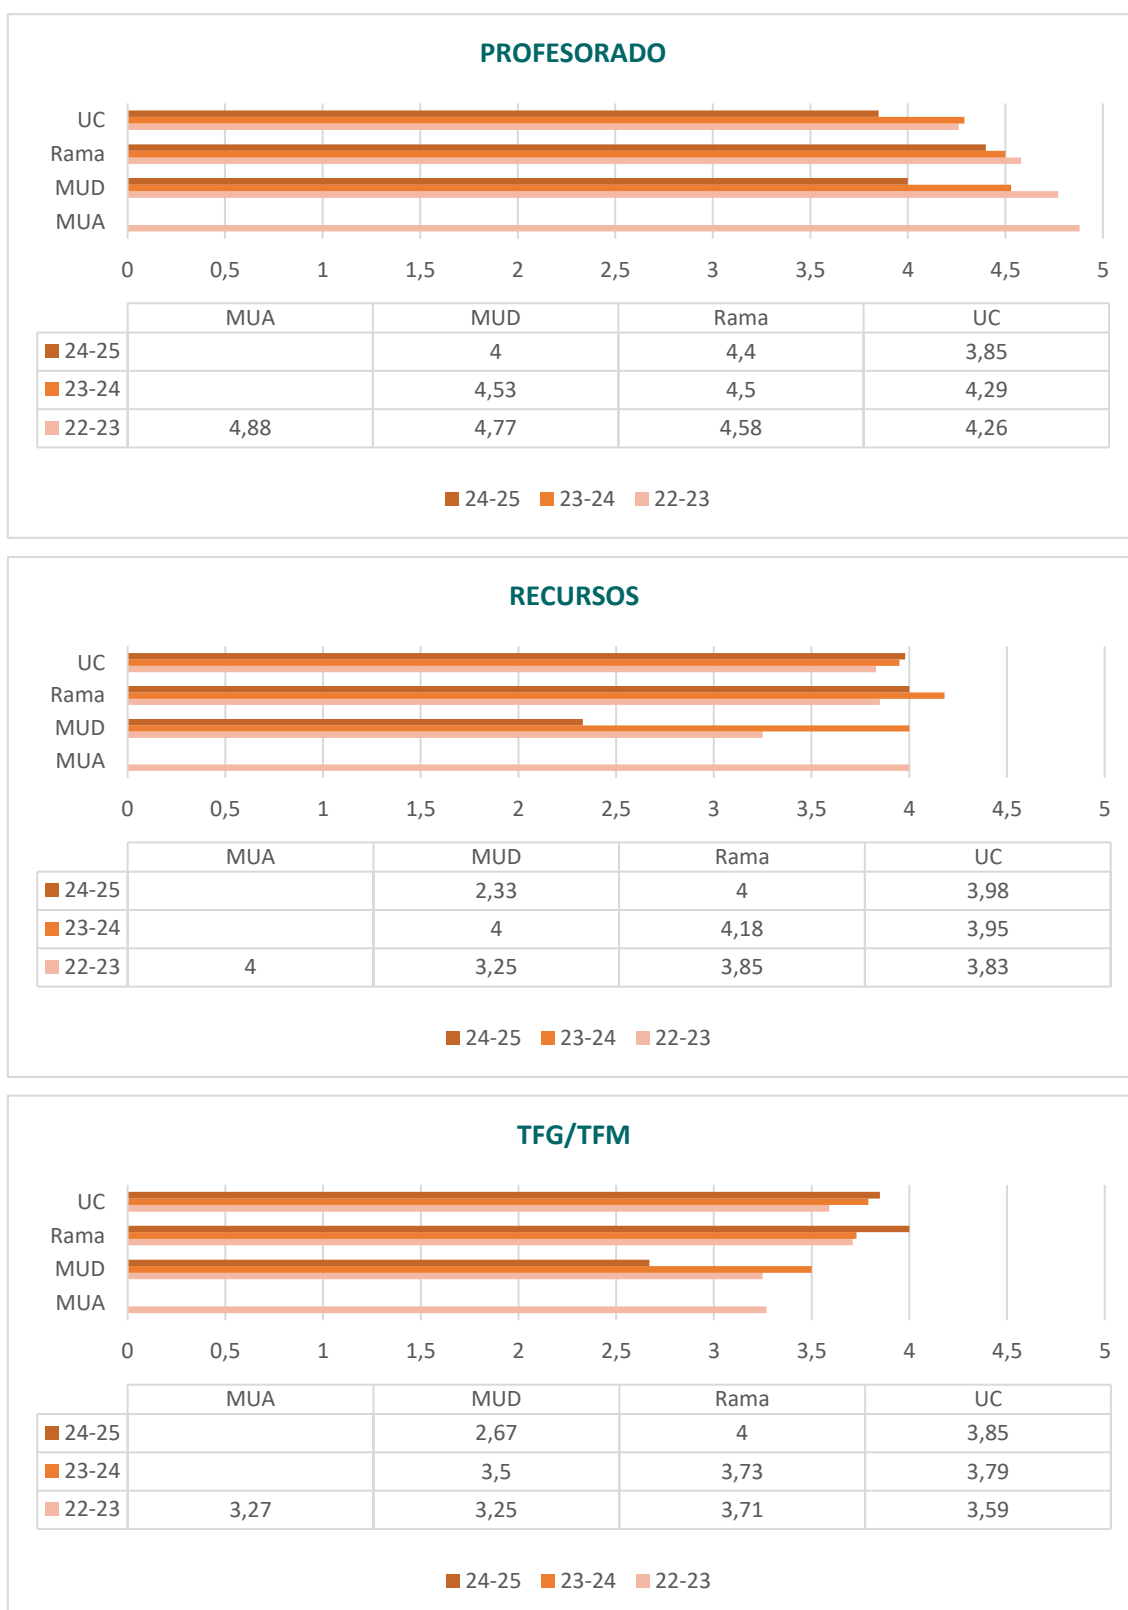 PROFESORADO
UC
Rama
MUD
MUA
0 0,5 1 1,5 2 2,5 3 3,5 4 4,5 5
MUA MUD Rama UC
24-25 4 4,4 3,85
23-24 4,53 4,5 4,29
22-23 4,88 4,77 4,58 4,26
24-25 23-24 22-23
RECURSOS
UC
Rama
MUD
MUA
0 0,5 1 1,5 2 2,5 3 3,5 4 4,5 5
MUA MUD Rama UC
24-25 2,33 4 3,98
23-24 4 4,18 3,95
22-23 4 3,25 3,85 3,83
24-25 23-24 22-23
TFG/TFM
UC
Rama
MUD
MUA
0 0,5 1 1,5 2 2,5 3 3,5 4 4,5 5
MUA MUD Rama UC
24-25 2,67 4 3,85
23-24 3,5 3,73 3,79
22-23 3,27 3,25 3,71 3,59
24-25 23-24 22-23